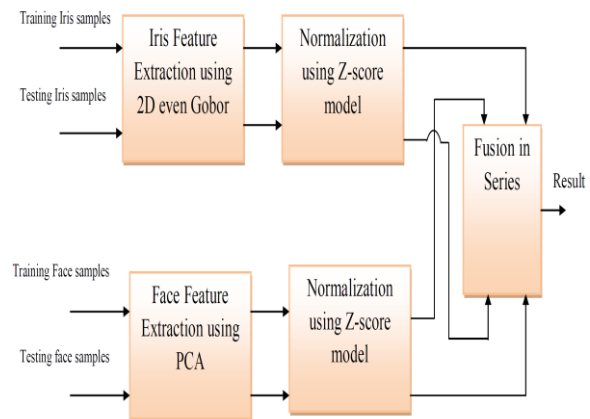 Training Iris samples
Testing Iris samples
Iris Feature
Extraction using
2D even Gobor
Normalization
using Z-score
model
Fusion in
Series
Result
Training Face samples
Testing face samples
Face Feature
Extraction using
PCA
Normalization
using Z-score
model